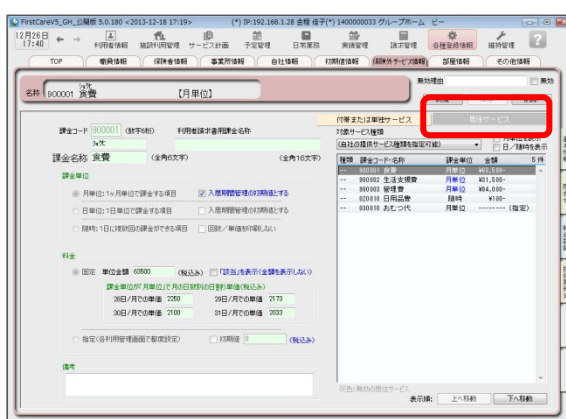 FirstCareV5_GH_公開版 5.0.180 <2013-12-18 17:19> (*) IP:192.168.1.28 金種 佳子(*) 1400000033 グループホーム ビー
12月26日
17:40
利用者情報 施設利用管理 サービス計画 予定管理 日常業務 実績管理 請求管理 各種登録情報 維持管理
TOP 職員情報 保険者情報 事業所情報 自社情報 初期値情報 保険外サービス情報 部屋情報 その他情報
名称 900001 食費 【月単位】
無効理由 無効
付帯または単独サービス 居住サービス
課金コード 900001 (数字6桁) 利用者請求書用課金名称
課金名称 食費 (全角6文字) (全角16文字)
対象サービス種類
(自社の提供サービス種類を指定可能)
月単位を表示
日/随時を表示
課金単位
月単位:1ヶ月単位で課金する項目 入居期間管理の初期値とする
日単位:1日単位で課金する項目 入居期間管理の初期値とする
随時:1日に複数回の課金ができる項目 回数/単価を印刷しない
種類 課金コード・名称 課金単位 金額 5件
-- 900001 食費 月単位 ¥63,500-
-- 900002 生活支援費 月単位 ¥31,500-
-- 900003 管理費 月単位 ¥84,000-
-- 020010 日用品費 随時 ¥100-
-- 030010 おむつ代 月単位 -------- (指定)
料金
固定 単位金額 63500 (税込み) 「該当」を表示(金額を表示しない)
課金単位が「月単位」で月の日数別の日割り単価(税込み)
28日/月での単価 2250 29日/月での単価 2173
30日/月での単価 2100 31日/月での単価 2033
指定(各利用管理画面で都度設定) 初期値 0 (税込み)
備考
灰色:無効の居住サービス
表示順: 上へ移動 下へ移動